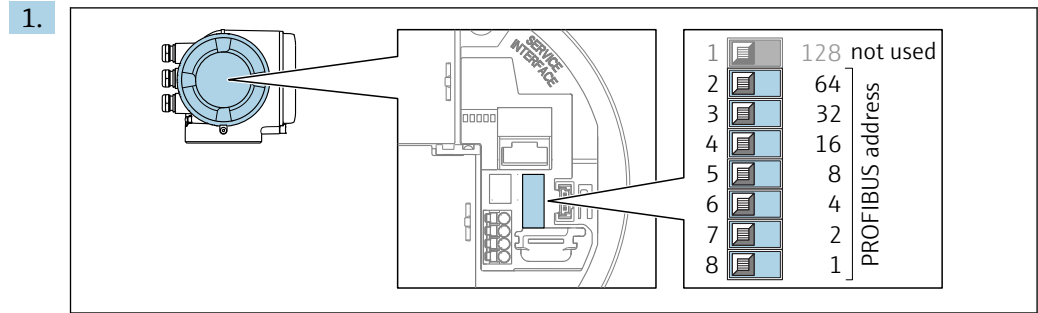 1.
SERVICE
INTERFACE
1 128 not used
2 64
3 32
4 16
5 8
6 4
7 2
8 1
PROFIBUS address